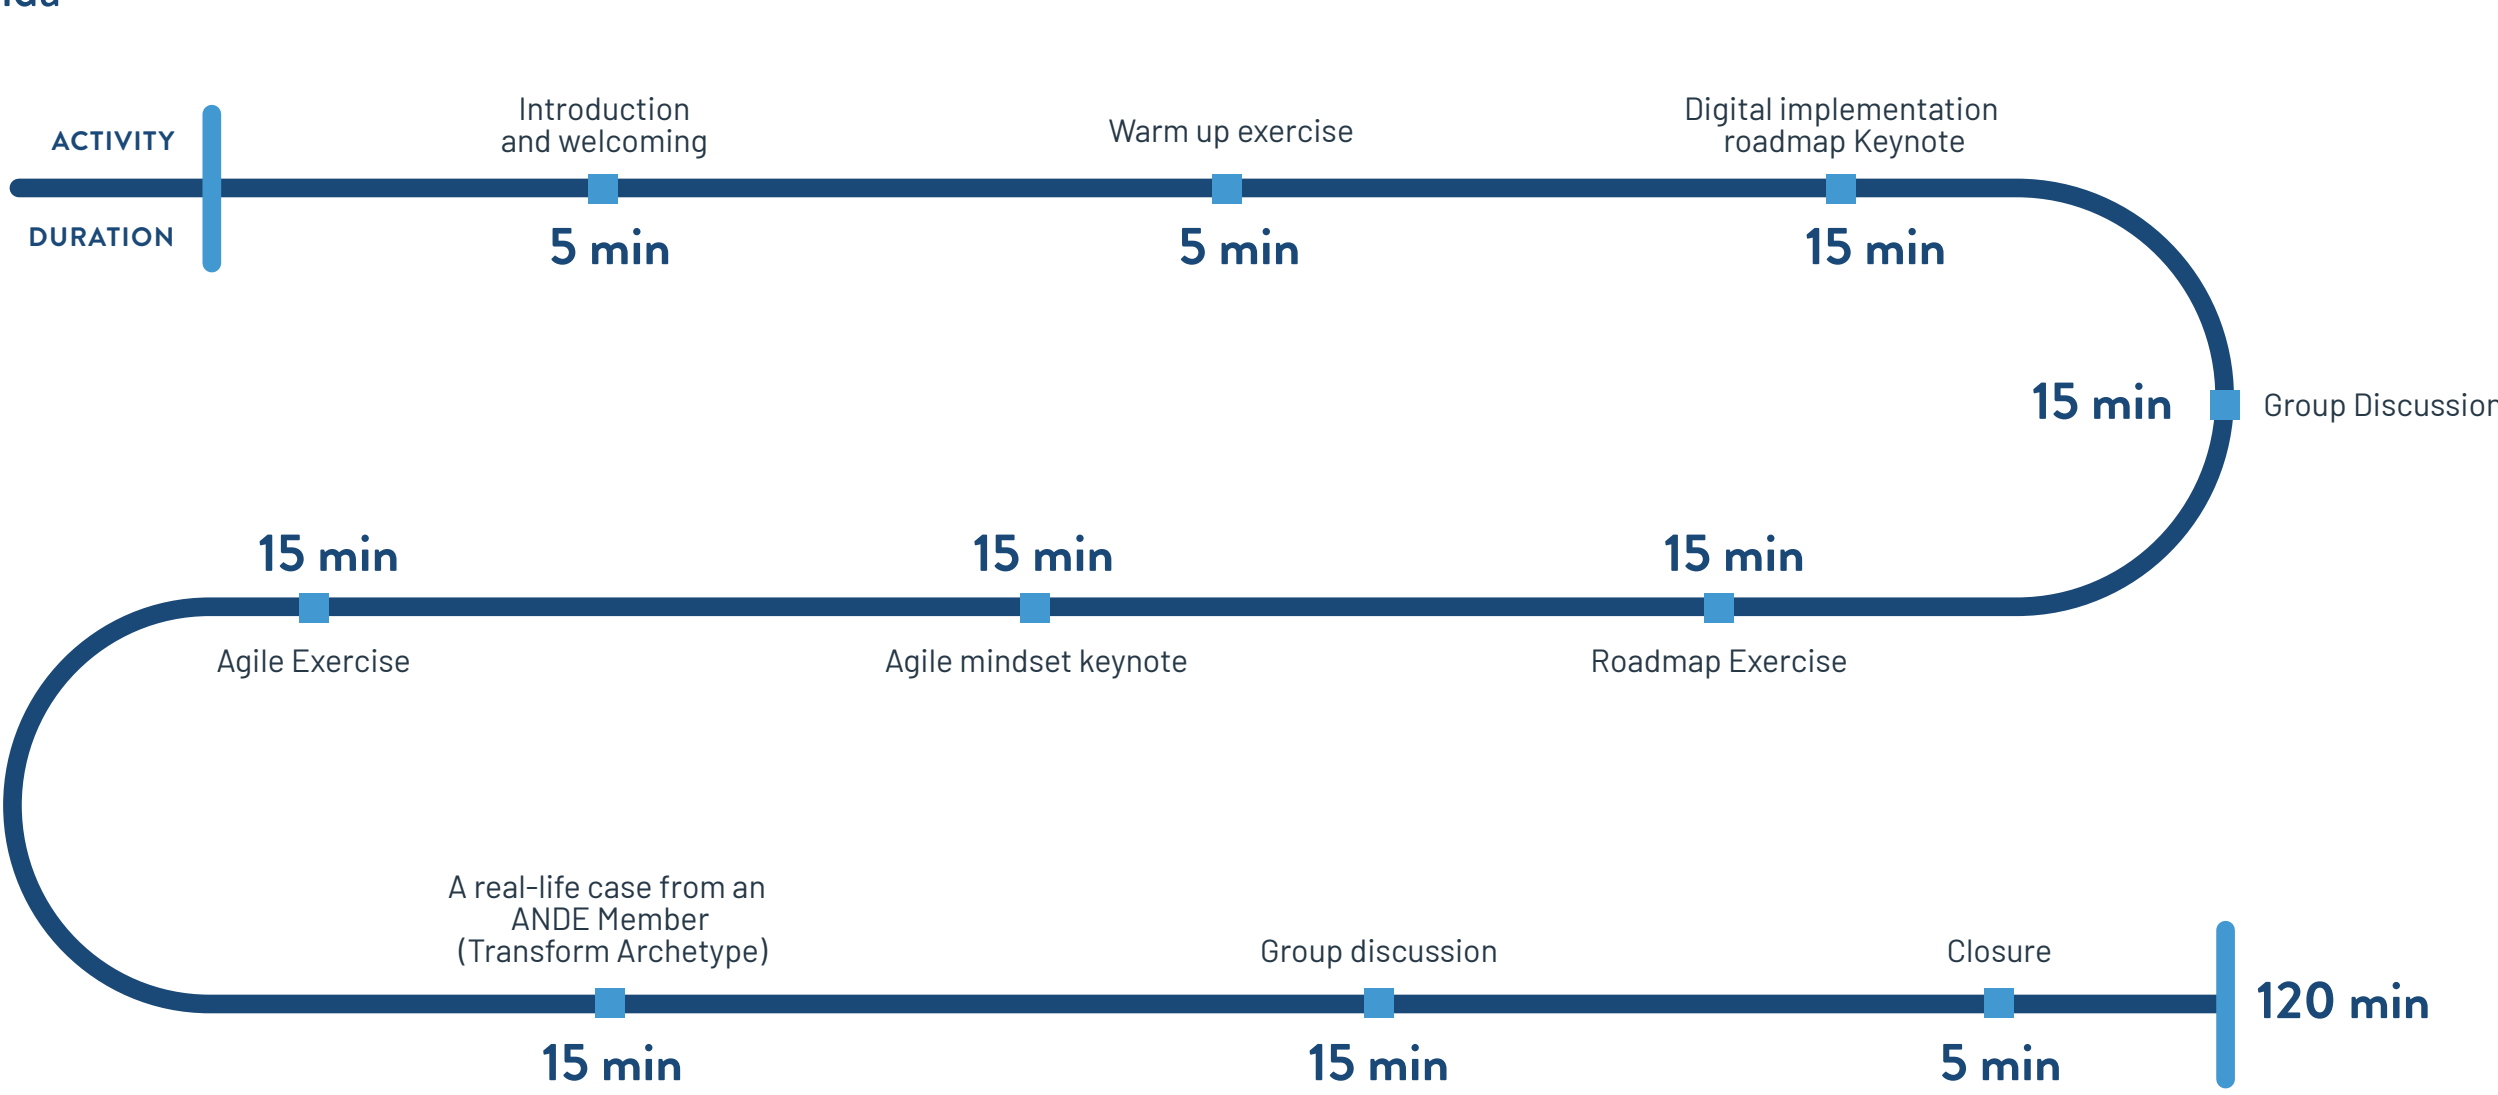 ACTIVITY
DURATION
Introduction
and welcoming
5 min
Warm up exercise
5 min
Digital implementation
roadmap Keynote
15 min
15 min
Group Discussion
15 min
Roadmap Exercise
15 min
Agile mindset keynote
15 min
Agile Exercise
A real-life case from an
ANDE Member
(Transform Archetype)
15 min
Group discussion
15 min
Closure
5 min
120 min